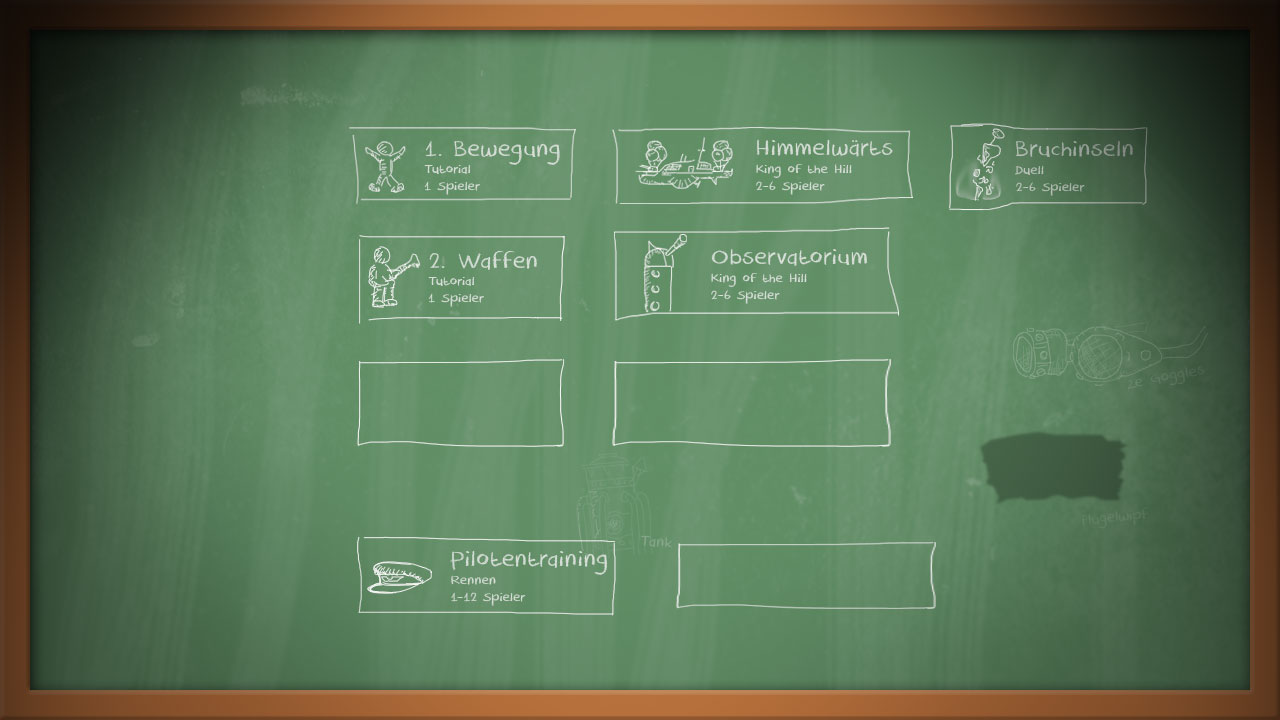 1. Bewegung
Tutorial
1 Spieler
Himmelwärts
King of the Hill
2-6 Spieler
Bruchinseln
Duell
2-6 Spieler
2. Waffen
Tutorial
1 Spieler
Observatorium
King of the Hill
2-6 Spieler
2E Goggles
Tank
Pilotentraining
Rennen
1-12 Spieler